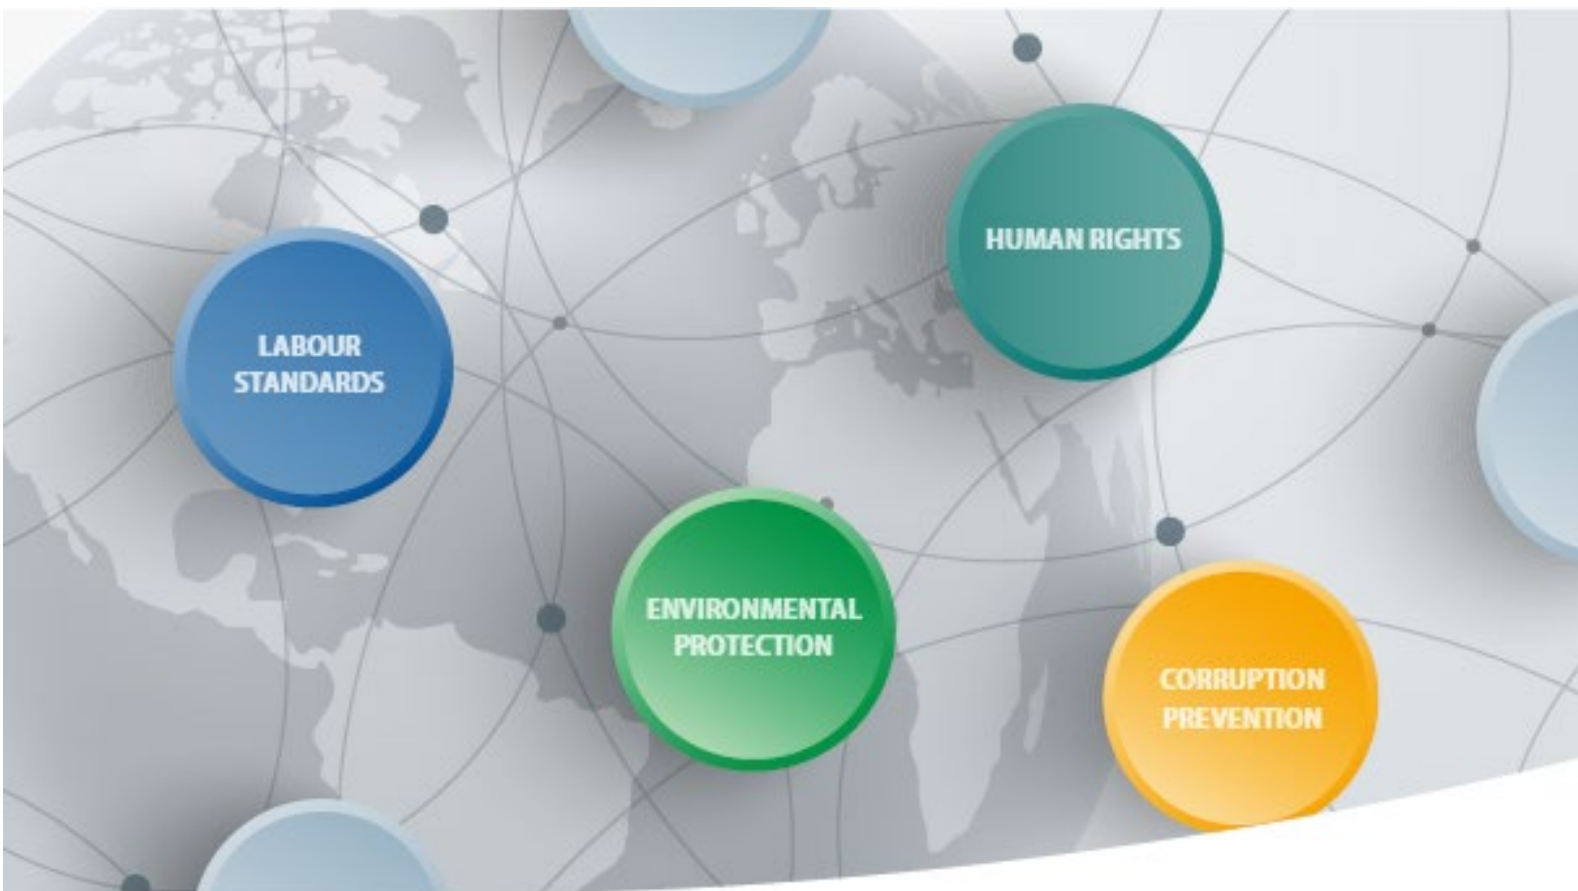 HUMAN RIGHTS
LABOUR
STANDARDS
ENVIRONMENTAL
PROTECTION
CORRUPTION
PREVENTION